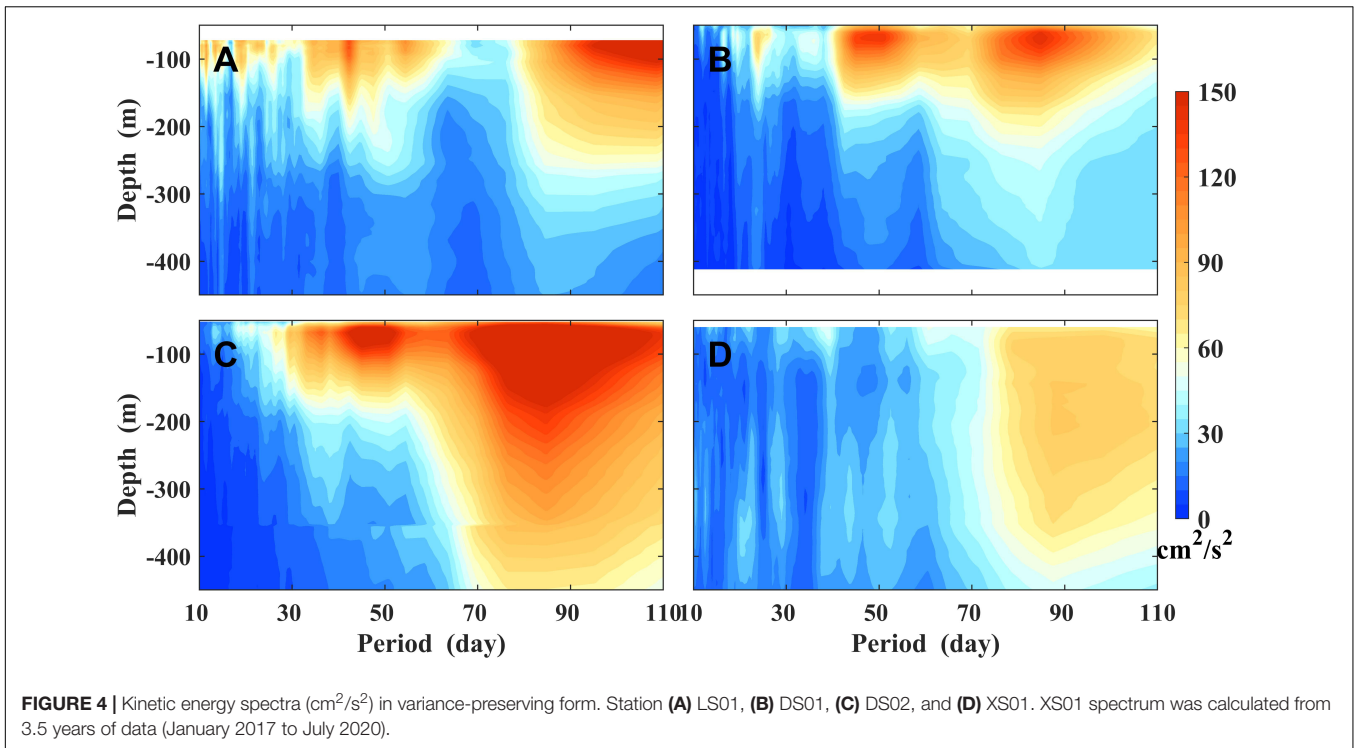 A
B
-100
-200
-300
-400
Depth (m)
150
120
90
60
30
0
cm²/s²
C
D
-100
-200
-300
-400
Depth (m)
10 30 50 70 90 110
10 30 50 70 90 110
Period (day)
Period (day)
FIGURE 4 | Kinetic energy spectra (cm²/s²) in variance-preserving form. Station (A) LS01, (B) DS01, (C) DS02, and (D) XS01. XS01 spectrum was calculated from
3.5 years of data (January 2017 to July 2020).